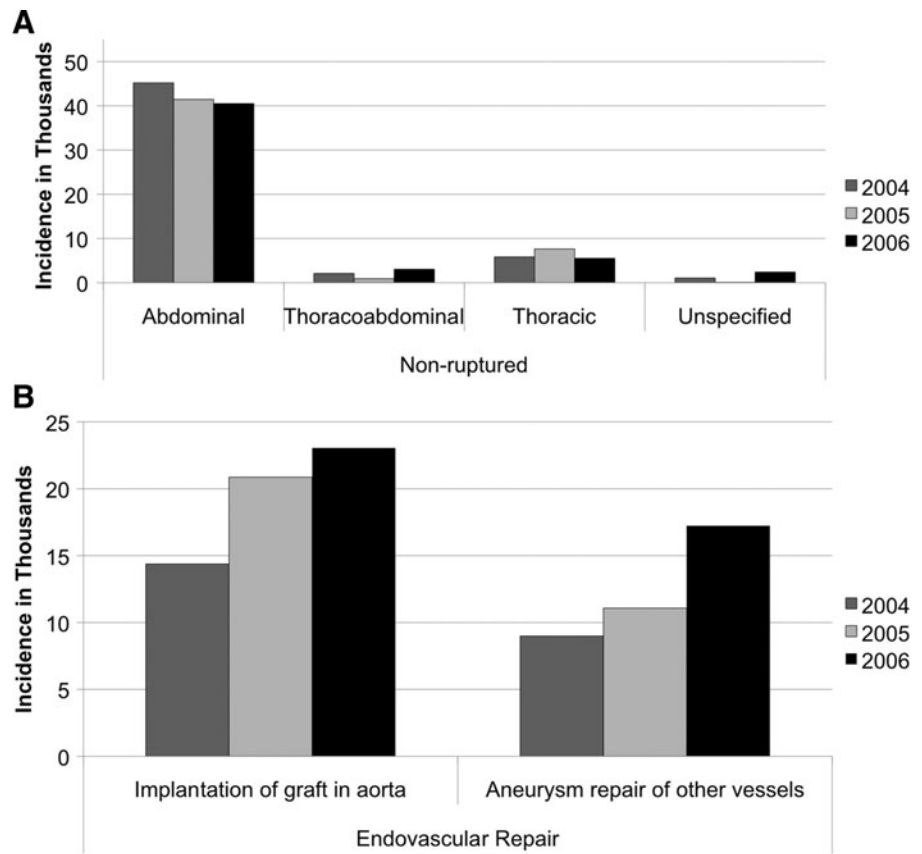 A
Incidence in Thousands
50
40
30
20
10
0
Abdominal Thoracoabdominal Thoracic Unspecified
Non-ruptured
2004
2005
2006
B
Incidence in Thousands
25
20
15
10
5
0
Implantation of graft in aorta Aneurysm repair of other vessels
Endovascular Repair
2004
2005
2006